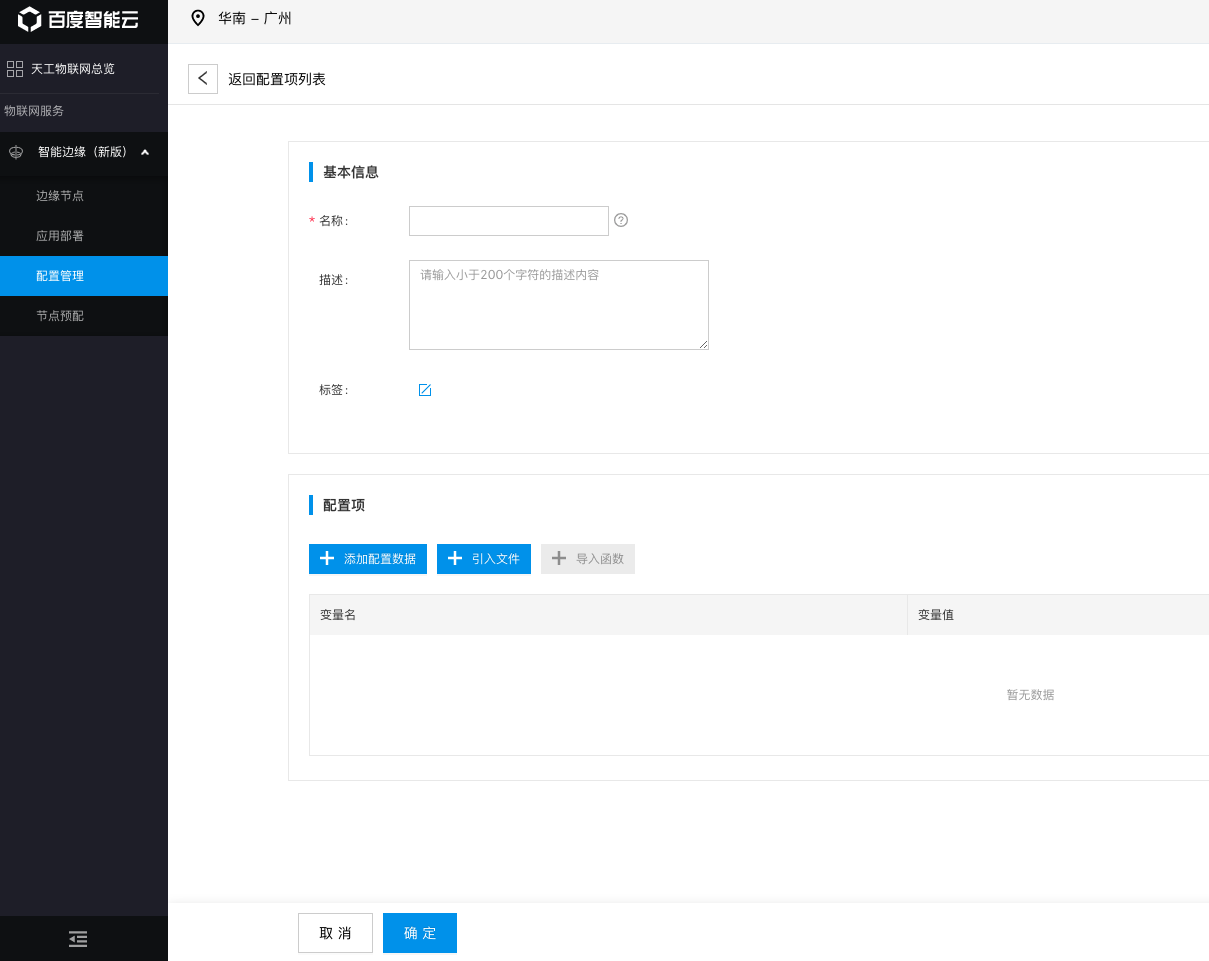 百度智能云
华南 – 广州
天工物联网总览
返回配置项列表
物联网服务
智能边缘（新版）
边缘节点
应用部署
配置管理
节点预配
基本信息
* 名称 :
描述 :
请输入小于200个字符的描述内容
标签 :
配置项
添加配置数据
引入文件
导入函数
变量名
变量值
暂无数据
取 消
确 定